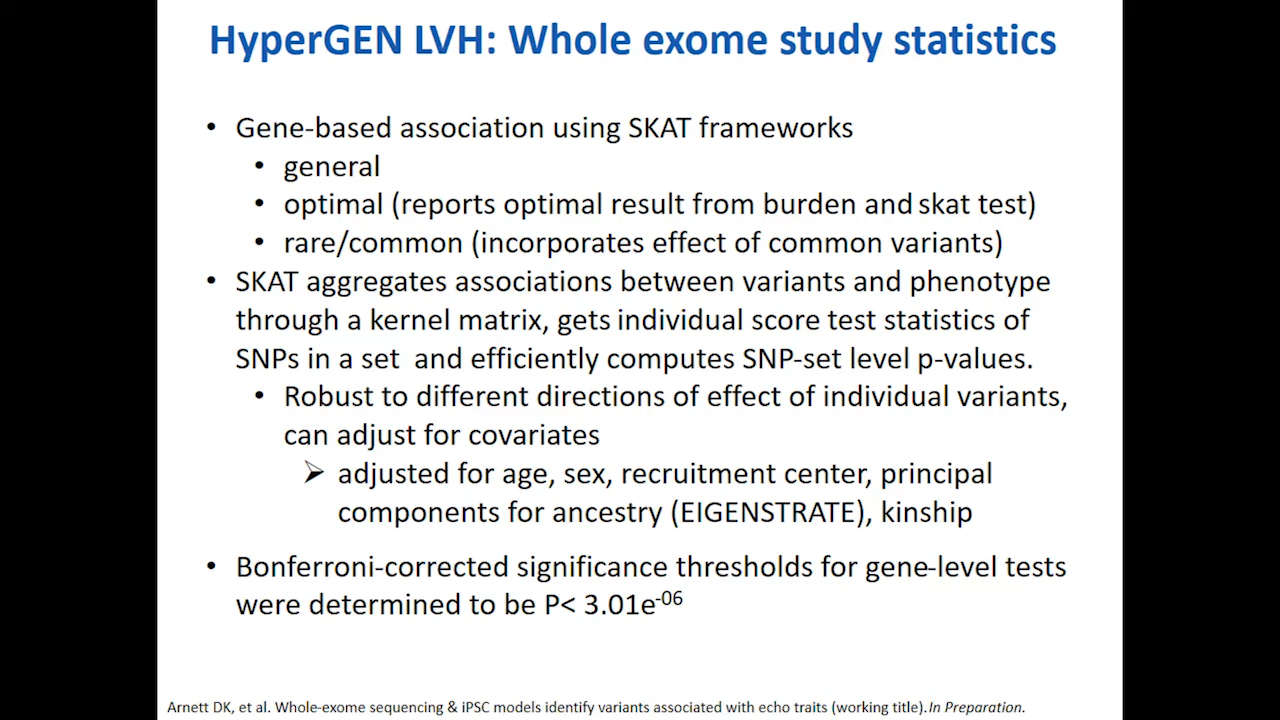 HyperGEN LVH: Whole exome study statistics
• Gene-based association using SKAT frameworks
• general
• optimal (reports optimal result from burden and skat test)
• rare/common (incorporates effect of common variants)
• SKAT aggregates associations between variants and phenotype
through a kernel matrix, gets individual score test statistics of
SNPs in a set and efficiently computes SNP-set level p-values.
• Robust to different directions of effect of individual variants,
can adjust for covariates
➢ adjusted for age, sex, recruitment center, principal
components for ancestry (EIGENSTRATE), kinship
• Bonferroni-corrected significance thresholds for gene-level tests
were determined to be P< 3.01e⁻⁰⁶
Arnett DK, et al. Whole-exome sequencing & iPSC models identify variants associated with echo traits (working title). In Preparation.